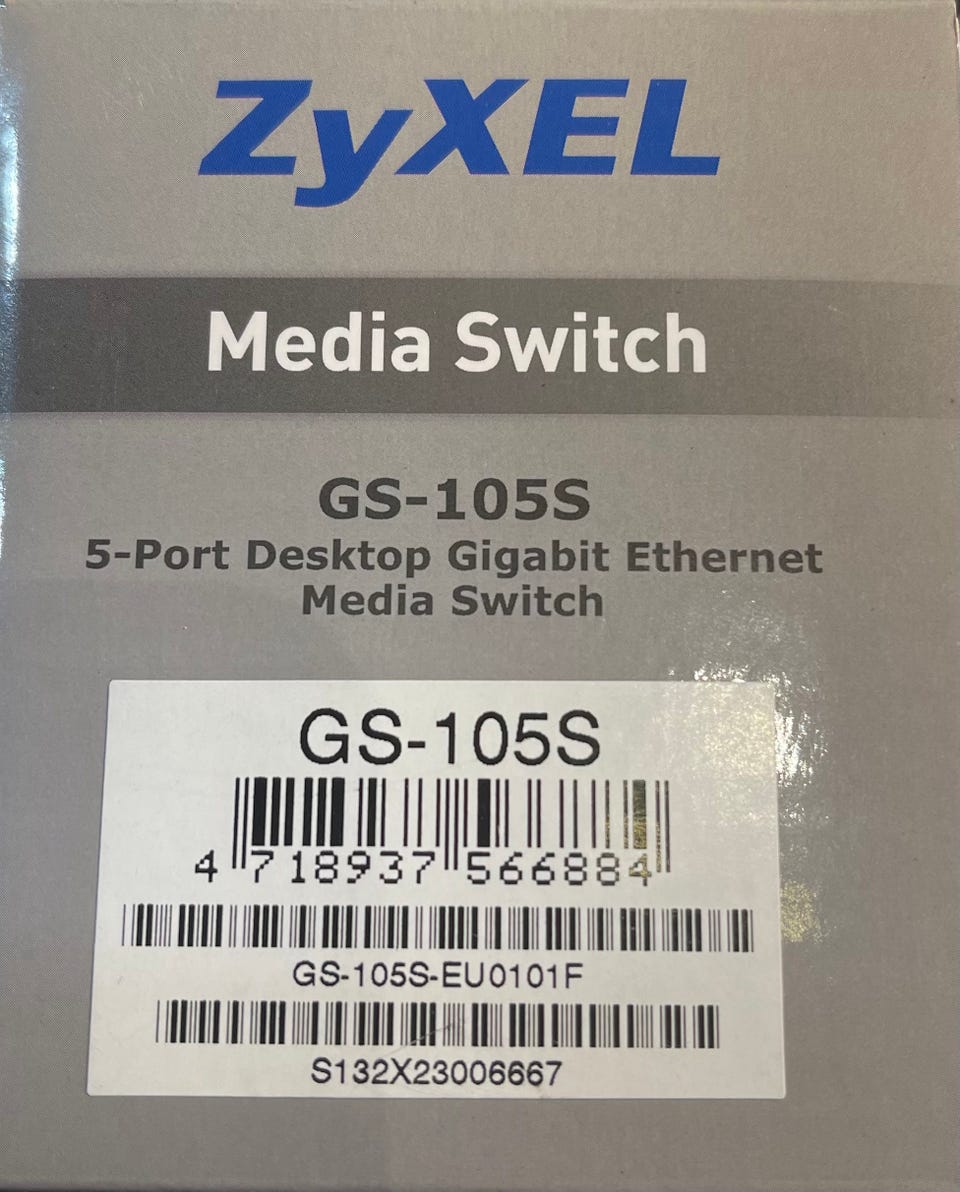 ZyXEL
Media Switch
GS-105S
5-Port Desktop Gigabit Ethernet
Media Switch
GS-105S
4 718937 566884
GS-105S-EU0101F
S132X23006667